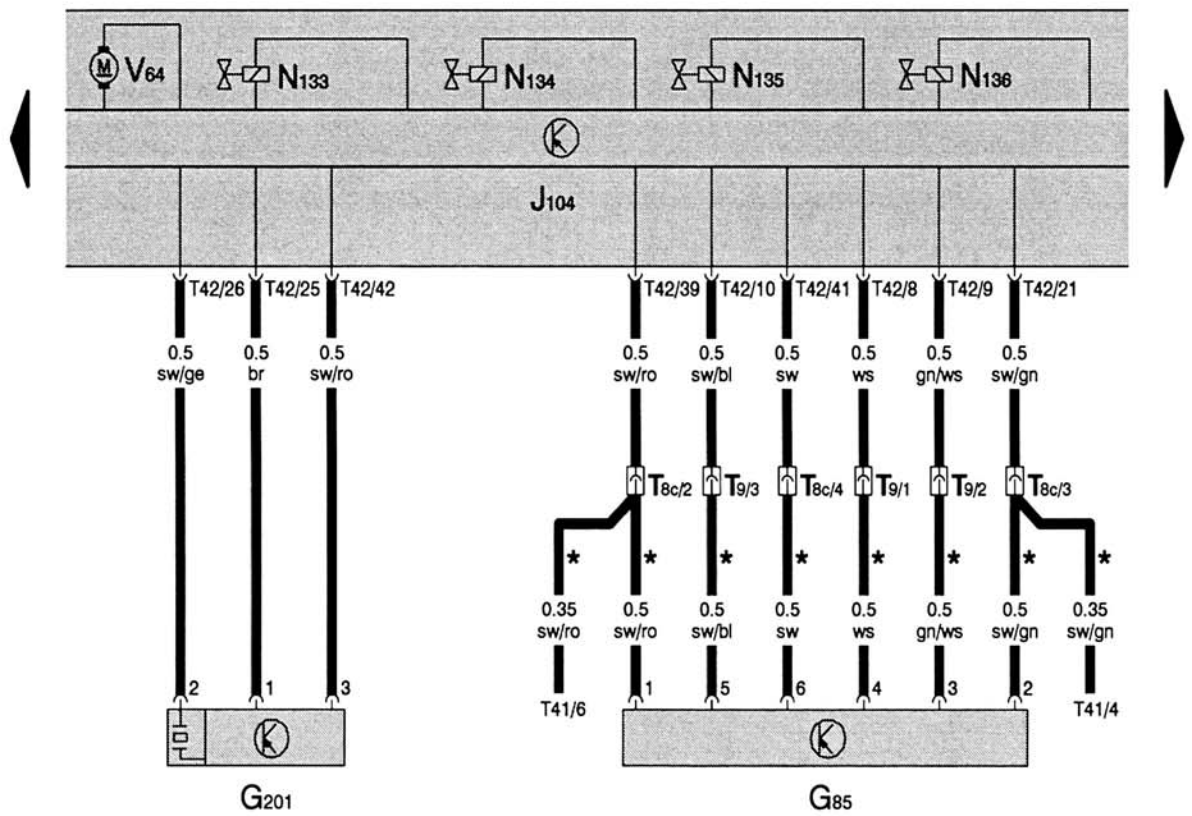 M V64 N133 N134 N135 N136
J104
T42/26 T42/25 T42/42 T42/39 T42/10 T42/41 T42/8 T42/9 T42/21
0.5 0.5 0.5 0.5 0.5 0.5 0.5 0.5 0.5
sw/ge br sw/ro sw/ro sw/bl sw ws gn/ws sw/gn
T8c/2 T9/3 T8c/4 T9/1 T9/2 T8c/3
* * * * * * * *
0.35 0.5 0.5 0.5 0.5 0.5 0.5 0.35
sw/ro sw/ro sw/bl sw ws gn/ws sw/gn sw/gn
2 1 3 1 5 6 4 3 2
T41/6 T41/4
G201 G85